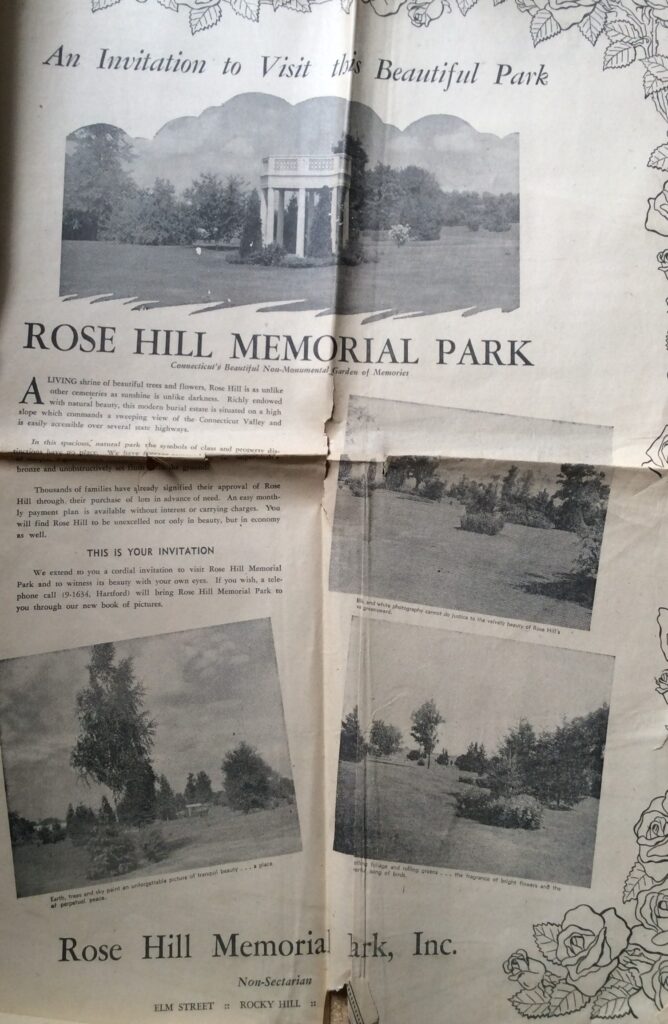 An Invitation to Visit this Beautiful Park
ROSE HILL MEMORIAL PARK
Connecticut's Beautiful Non-Monumental Garden of Memories
A LIVING shrine of beautiful trees and flowers, Rose Hill is as unlike
other cemeteries as sunshine is unlike darkness. Richly endowed
with natural beauty, this modern burial estate is situated on a high
slope which commands a sweeping view of the Connecticut Valley and
is easily accessible over several state highways.
In this spacious, natural park the symbols of class and property dis-
tinctions have no place. We have
bronze and unobstructively set flush ground.
Thousands of families have already signified their approval of Rose
Hill through their purchase of lots in advance of need. An easy month-
ly payment plan is available without interest or carrying charges. You
will find Rose Hill to be unexcelled not only in beauty, but in economy
as well.
THIS IS YOUR INVITATION
We extend to you a cordial invitation to visit Rose Hill Memorial
Park and to witness its beauty with your own eyes. If you wish, a tele-
phone call (9-1634, Hartford) will bring Rose Hill Memorial Park to
you through our new book of pictures.
and white photography cannot do justice to the velvety beauty of Rose Hill's
greensward.
Earth, trees and sky paint an unforgettable picture of tranquil beauty . . . a place
of perpetual peace.
foliage and rolling greens . . . the fragrance of bright flowers and the
song of birds.
Rose Hill Memorial ark, Inc.
Non-Sectarian
ELM STREET :: ROCKY HILL ::